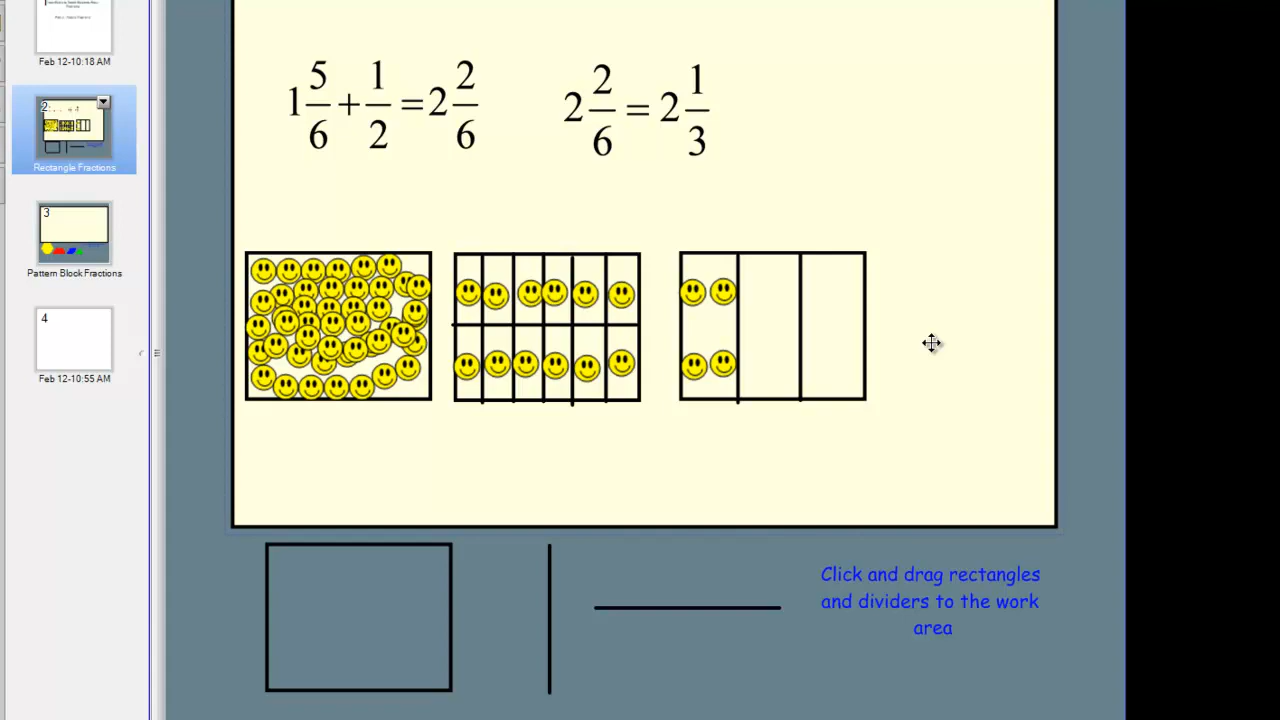 Feb 12-10:18 AM
2
Rectangle Fractions
3
Pattern Block Fractions
4
Feb 12-10:55 AM
1 5/6 + 1/2 = 2 2/6
2 2/6 = 2 1/3
Click and drag rectangles
and dividers to the work
area